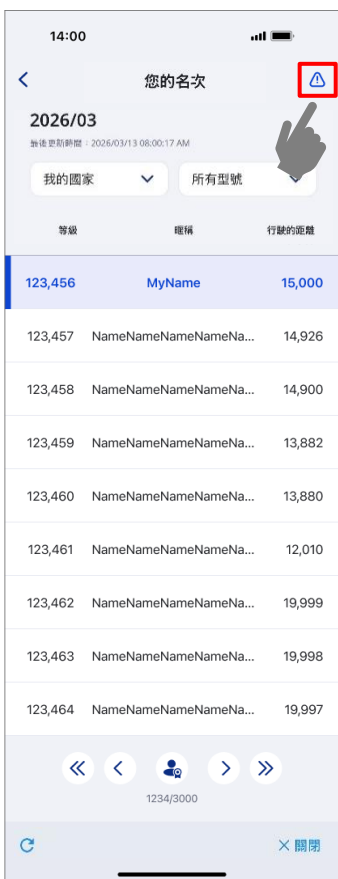 14:00
您的名次
2026/03
最後更新時間：2026/03/13 08:00:17 AM
我的國家 所有型號
等級 暱稱 行駛的距離
123,456 MyName 15,000
123,457 NameNameNameNameNa... 14,926
123,458 NameNameNameNameNa... 14,900
123,459 NameNameNameNameNa... 13,882
123,460 NameNameNameNameNa... 13,880
123,461 NameNameNameNameNa... 12,010
123,462 NameNameNameNameNa... 19,999
123,463 NameNameNameNameNa... 19,998
123,464 NameNameNameNameNa... 19,997
1234/3000
關閉